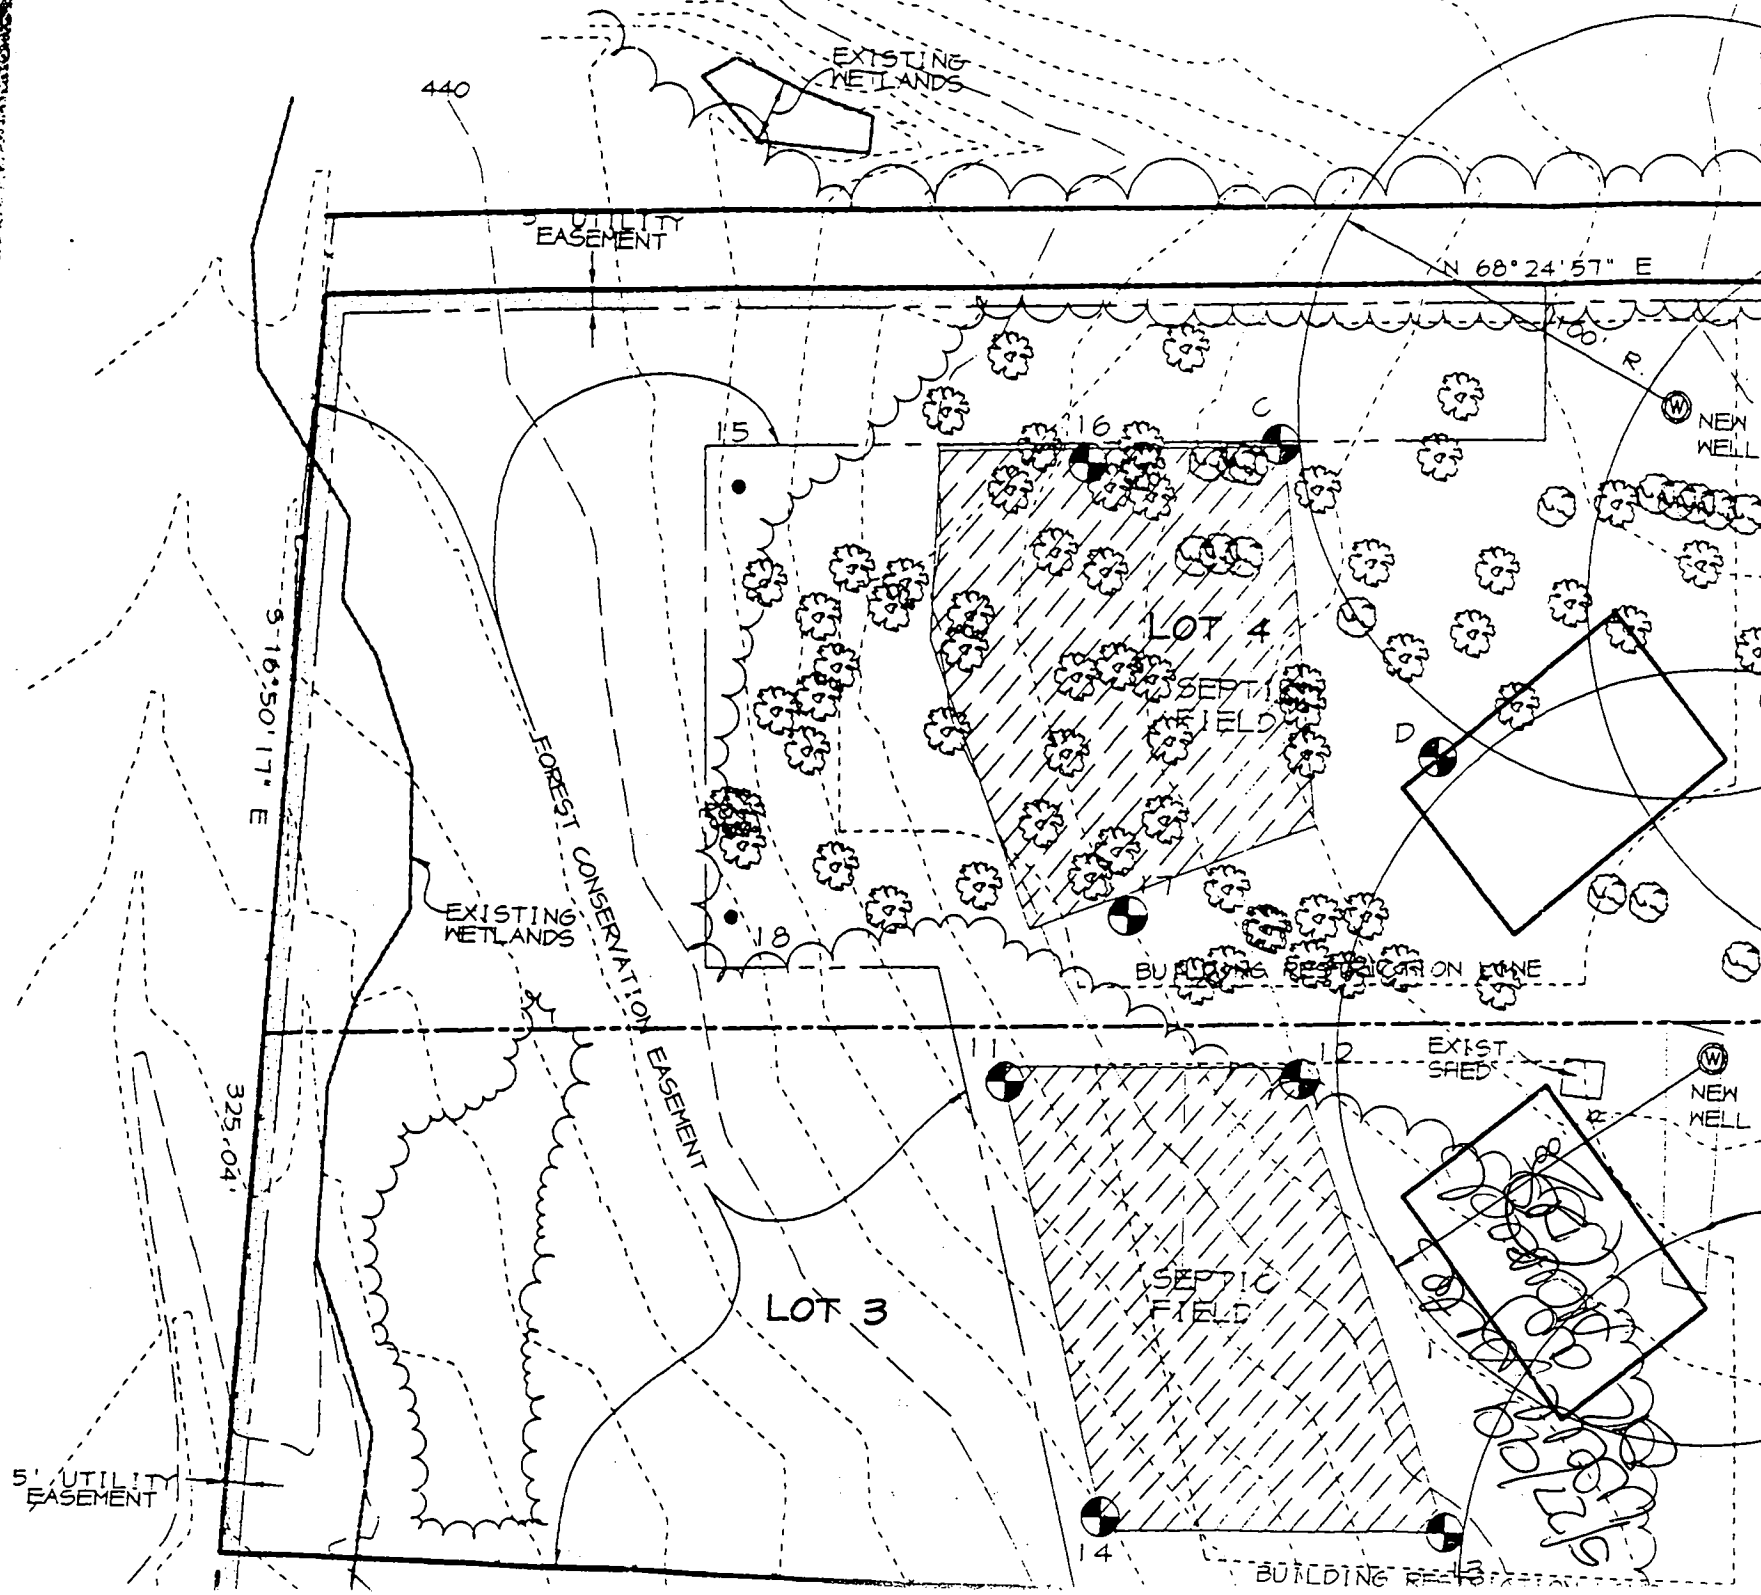 EXISTING
WETLANDS
440
5' UTILITY
EASEMENT
N 68°24'57" E
100' R.
NEW
WELL
15
16
C
S 16°50'17" E
LOT 4
SEPTIC
FIELD
D
FOREST CONSERVATION EASEMENT
EXISTING
WETLANDS
18
17
BUILDING RESTRICTION LINE
11
12
EXIST
SHED
NEW
WELL
325.04'
LOT 3
SEPTIC
FIELD
5' UTILITY
EASEMENT
14
13
BUILDING RESTRICTION